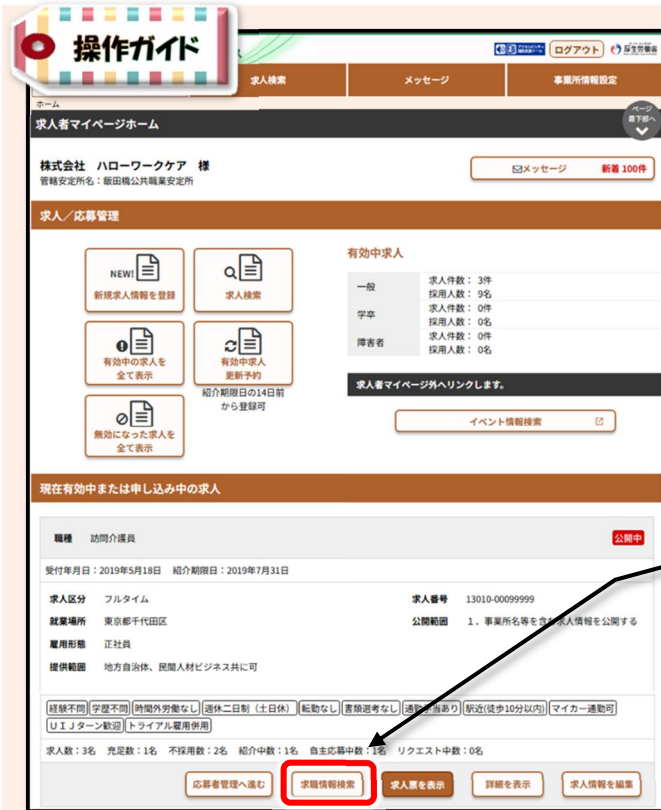 操作ガイド
ログアウト 厚生労働省
求人検索 メッセージ 事業所情報設定
ホーム
ページ
最下部へ
求人者マイページホーム
株式会社 ハローワークケア 様
管轄安定所名：飯田橋公共職業安定所
メッセージ 新着 100件
求人／応募管理
NEW!
新規求人情報を登録
求人検索
有効中の求人を
全て表示
有効中求人
更新予約
紹介期限日の14日前
から登録可
無効になった求人を
全て表示
有効中求人
一般 求人件数： 3件
採用人数： 9名
学卒 求人件数： 0件
採用人数： 0名
障害者 求人件数： 0件
採用人数： 0名
求人者マイページ外へリンクします。
イベント情報検索
現在有効中または申し込み中の求人
職種 訪問介護員 公開中
受付年月日：2019年5月18日 紹介期限日：2019年7月31日
求人区分 フルタイム 求人番号 13010-00099999
就業場所 東京都千代田区 公開範囲 １．事業所名等を含む求人情報を公開する
雇用形態 正社員
提供範囲 地方自治体、民間人材ビジネス共に可
経験不問 学歴不問 時間外労働なし 週休二日制（土日休） 転勤なし 書類選考なし 通勤手当あり 駅近(徒歩10分以内) マイカー通勤可
ＵＩＪターン歓迎 トライアル雇用併用
求人数：3名 充足数：1名 不採用数：2名 紹介中数：1名 自主応募中数：1名 リクエスト中数：0名
応募者管理へ進む 求職情報検索 求人票を表示 詳細を表示 求人情報を編集